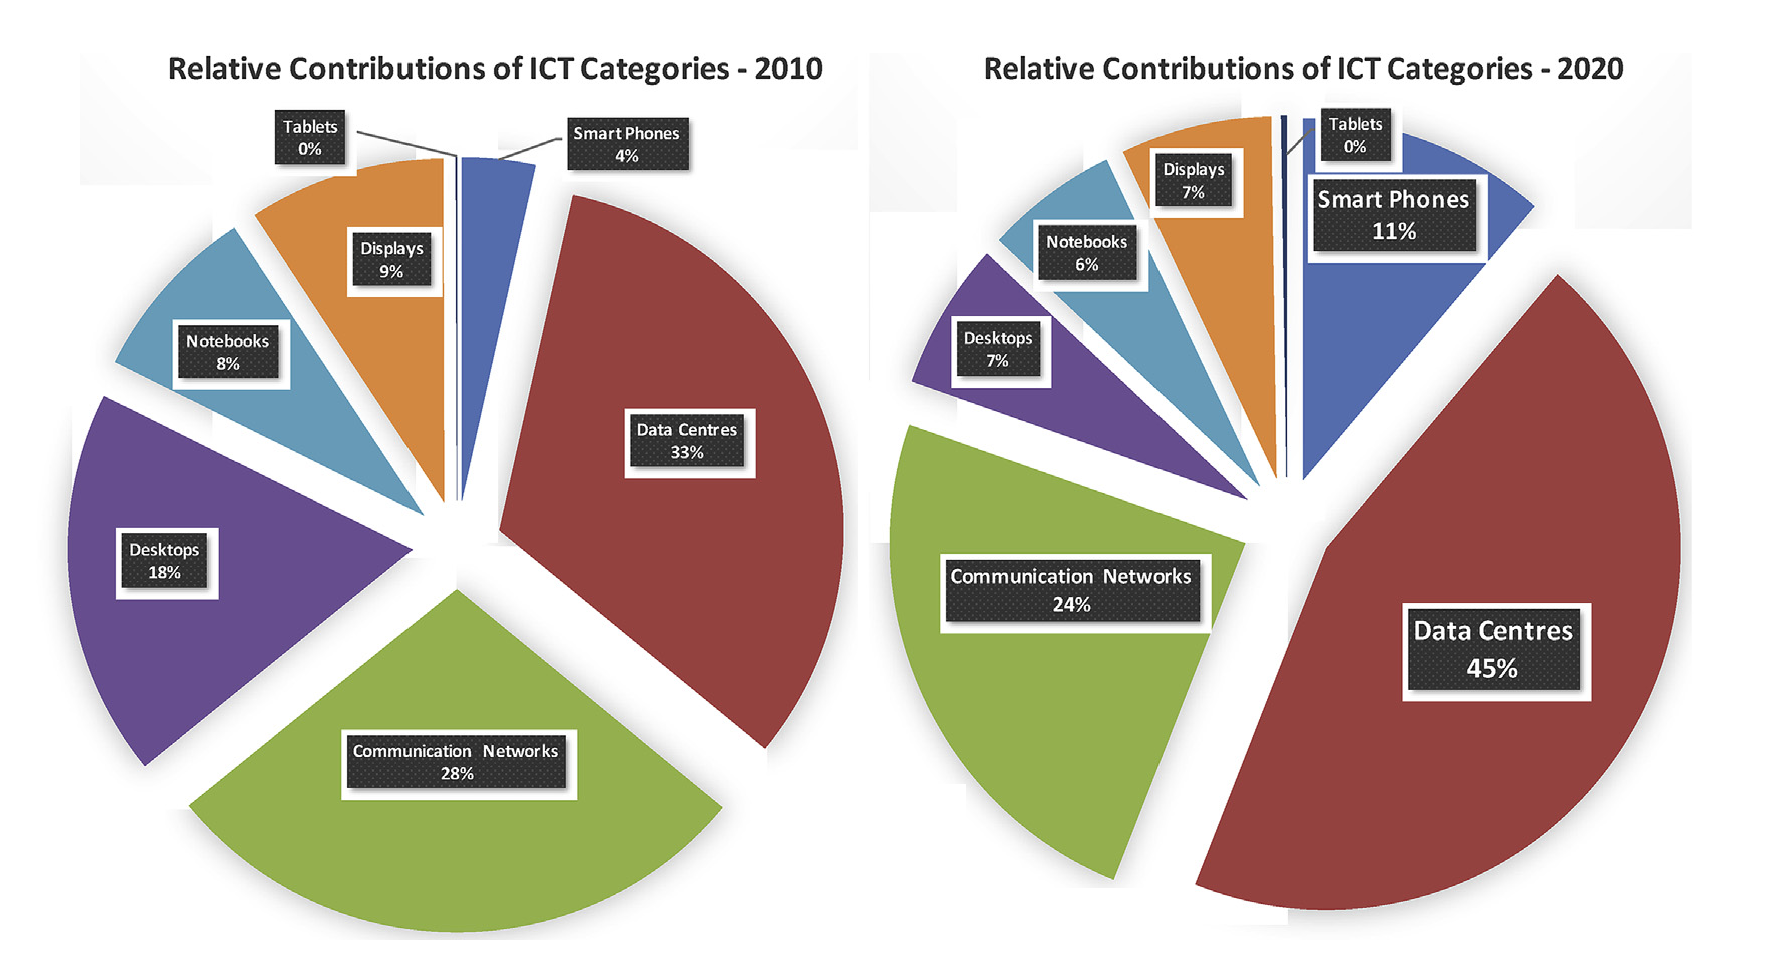 Relative Contributions of ICT Categories - 2010
Tablets
0%
Smart Phones
4%
Displays
9%
Notebooks
8%
Data Centres
33%
Desktops
18%
Communication Networks
28%
Relative Contributions of ICT Categories - 2020
Tablets
0%
Displays
7%
Smart Phones
11%
Notebooks
6%
Desktops
7%
Communication Networks
24%
Data Centres
45%